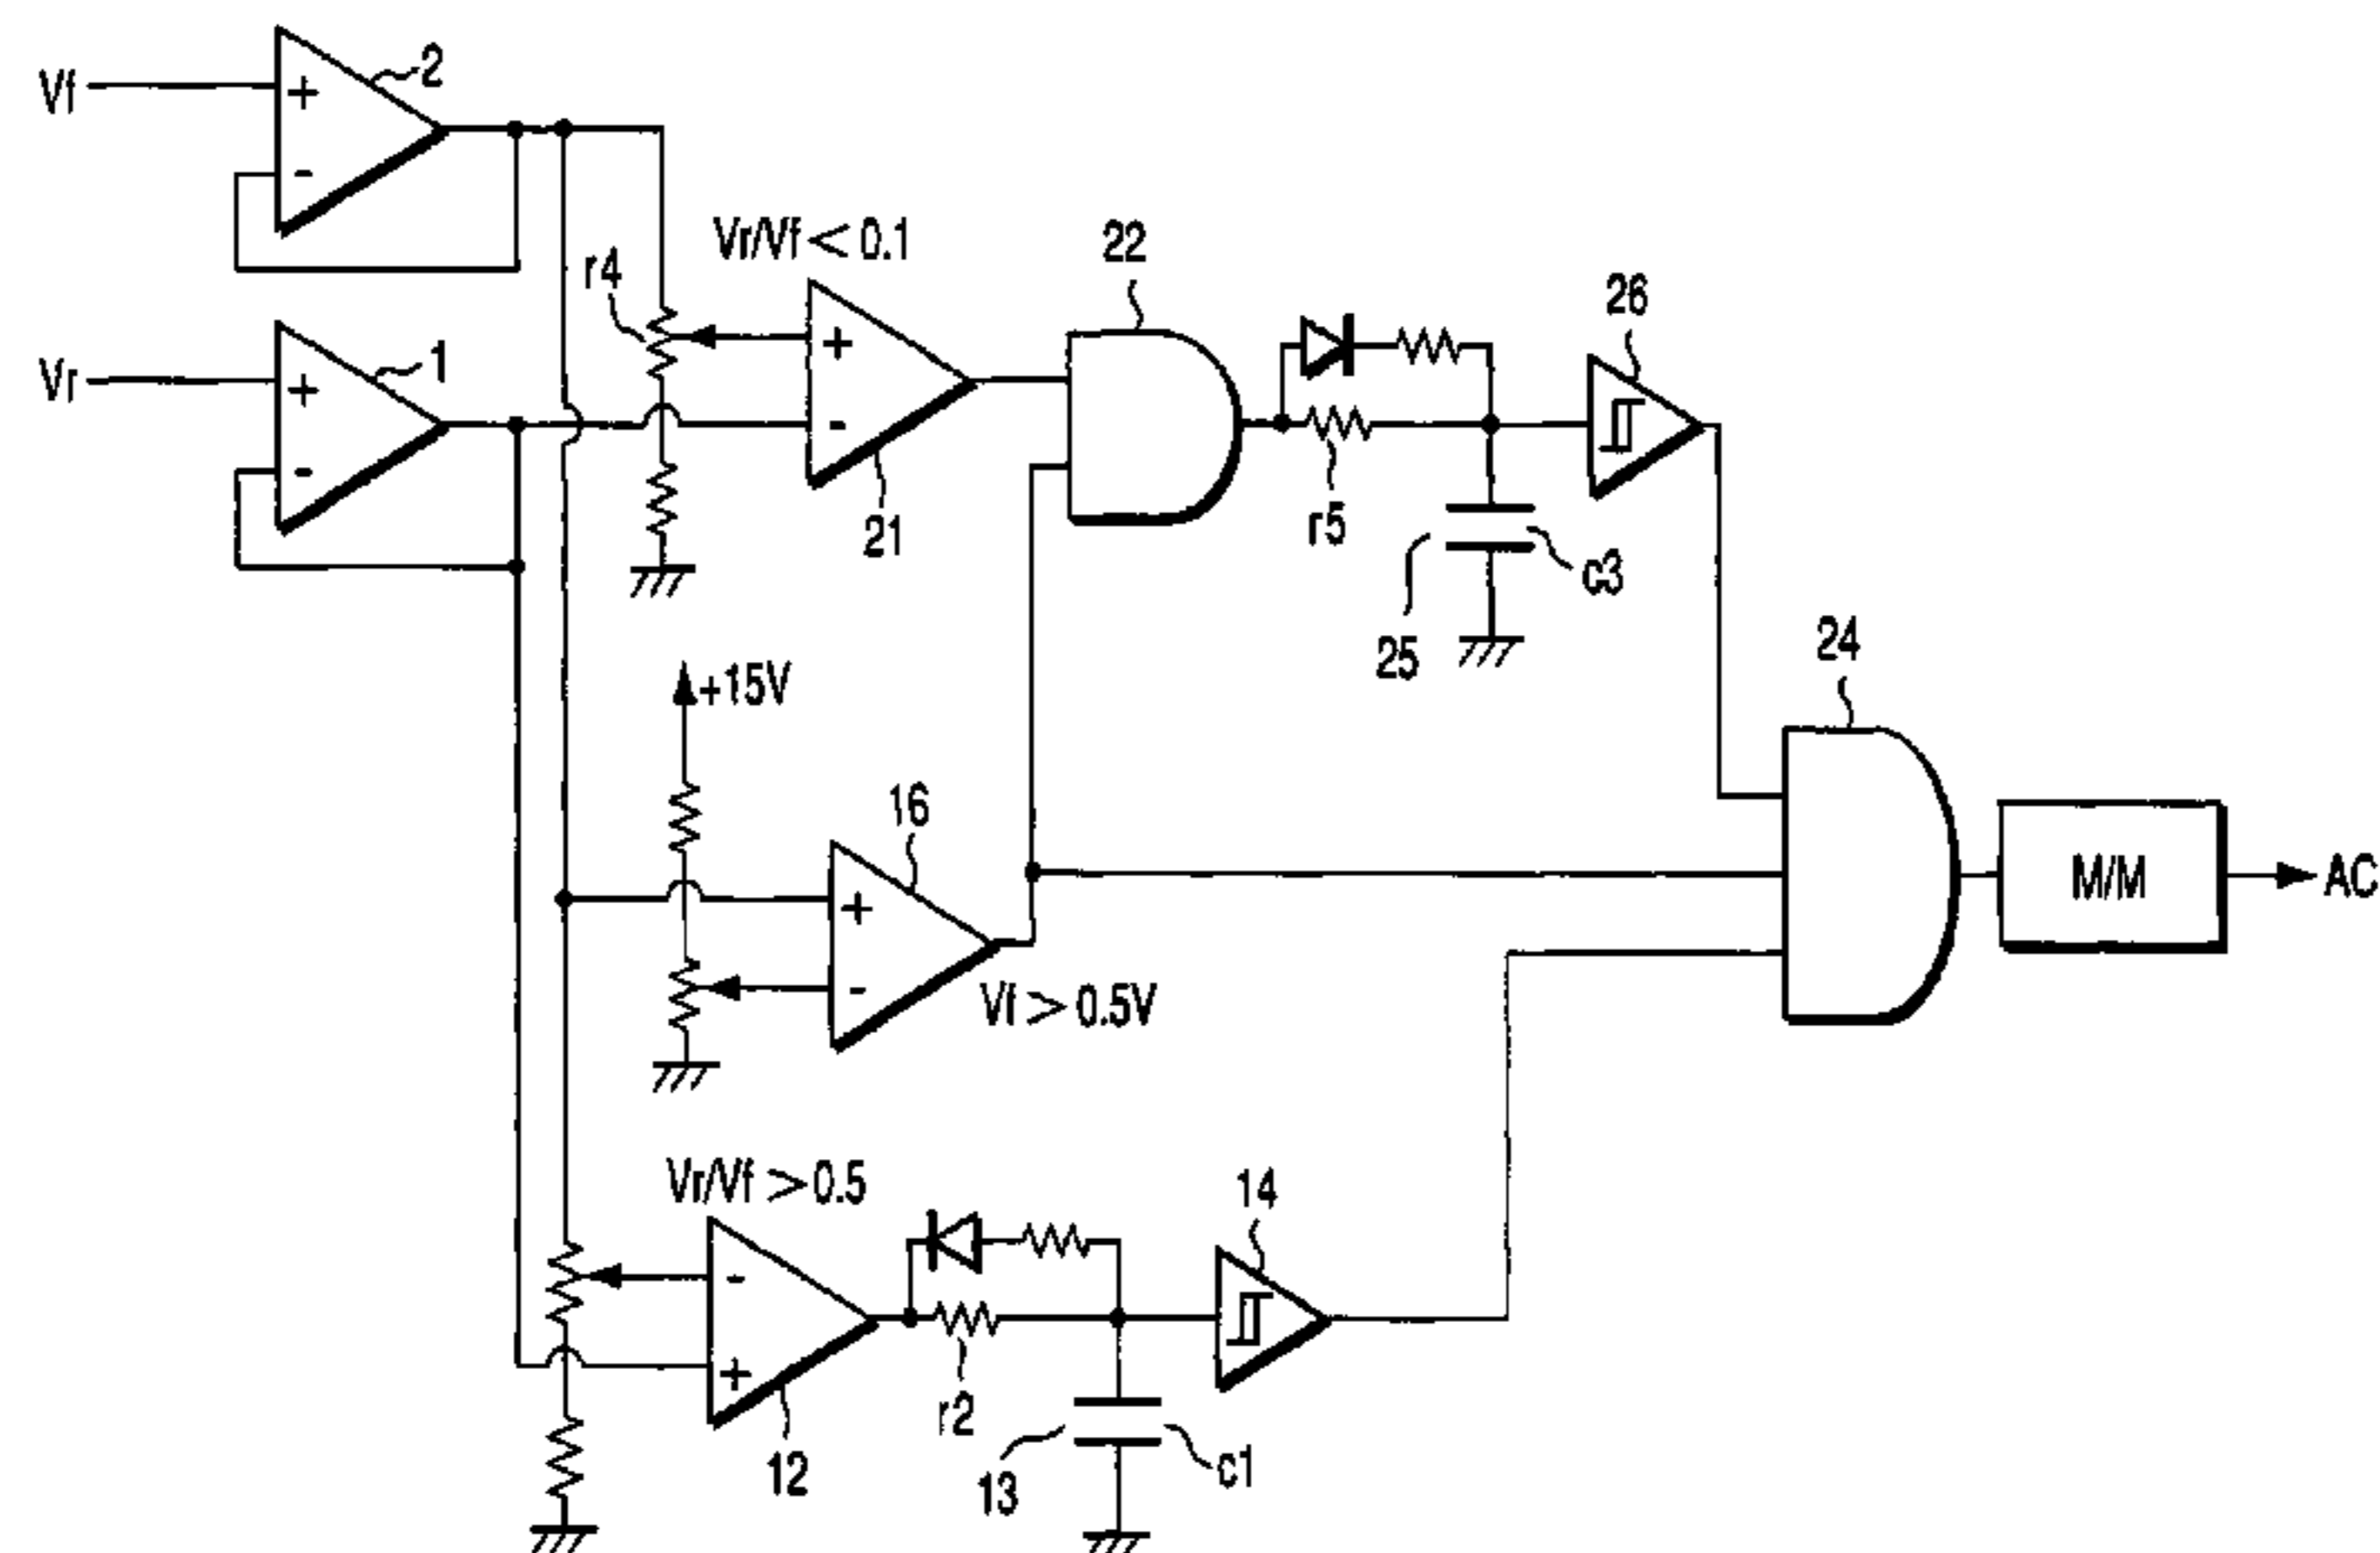 Vf
+
-
2
Vr
+
-
1
r4
Vr/Vf < 0.1
+
-
21
22
r5
25
c3
26
24
+15V
16
+
-
Vf > 0.5V
M/M
AC
Vr/Vf > 0.5
-
+
12
r2
13
c1
14